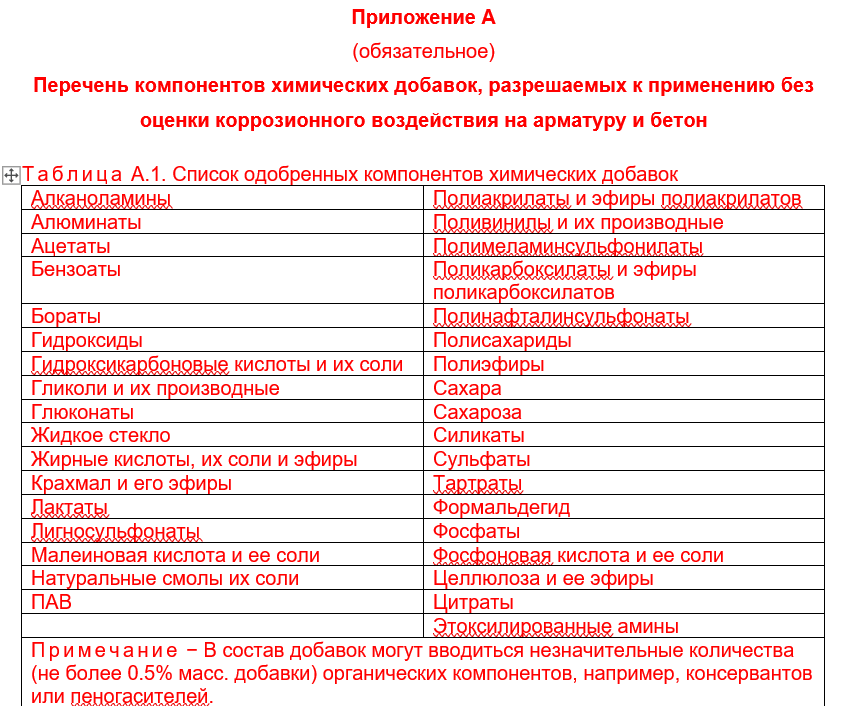 Приложение А
(обязательное)
Перечень компонентов химических добавок, разрешаемых к применению без
оценки коррозионного воздействия на арматуру и бетон
Таблица А.1. Список одобренных компонентов химических добавок
Алканоламины
Полиакрилаты и эфиры полиакрилатов
Алюминаты
Поливинилы и их производные
Ацетаты
Полимеламинсульфонилаты
Бензоаты
Поликарбоксилаты и эфиры
поликарбоксилатов
Бораты
Полинафталинсульфонаты
Гидроксиды
Полисахариды
Гидроксикарбоновые кислоты и их соли
Полиэфиры
Гликоли и их производные
Сахара
Глюконаты
Сахароза
Жидкое стекло
Силикаты
Жирные кислоты, их соли и эфиры
Сульфаты
Крахмал и его эфиры
Тартраты
Лактаты
Формальдегид
Лигносульфонаты
Фосфаты
Малеиновая кислота и ее соли
Фосфоновая кислота и ее соли
Натуральные смолы их соли
Целлюлоза и ее эфиры
ПАВ
Цитраты
Этоксилированные амины
Примечание − В состав добавок могут вводиться незначительные количества
(не более 0.5% масс. добавки) органических компонентов, например, консервантов
или пеногасителей.